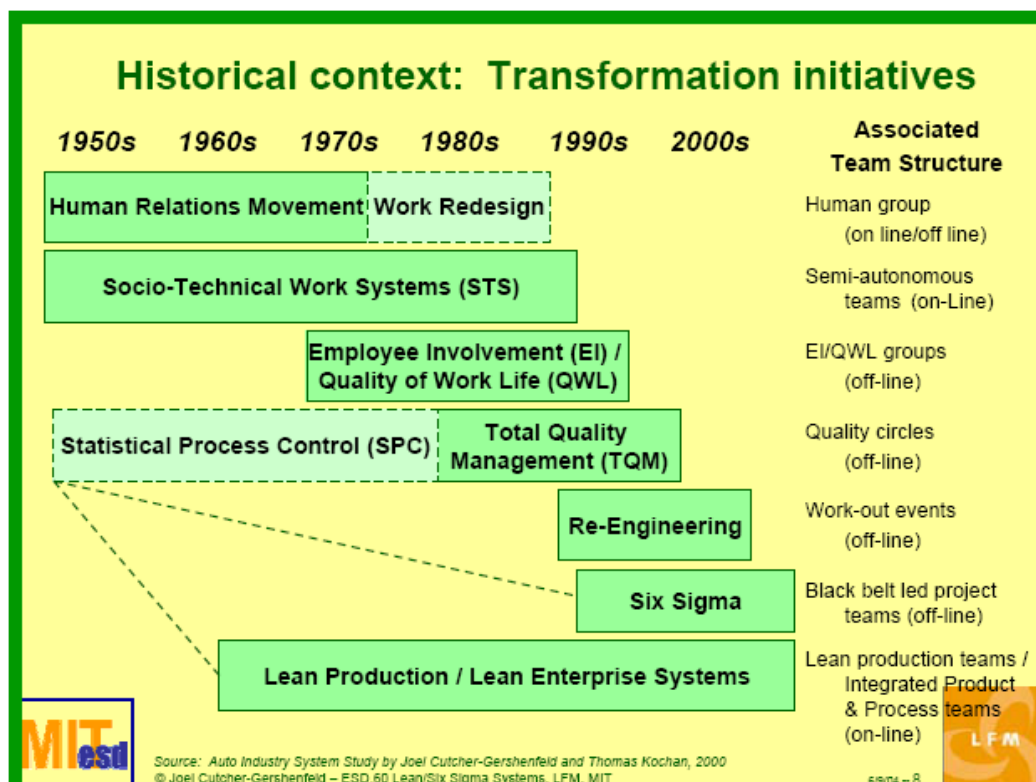 Historical context:  Transformation initiatives
1950s 1960s 1970s 1980s 1990s 2000s
Associated
Team Structure
Human Relations Movement Work Redesign
Human group
(on line/off line)
Socio-Technical Work Systems (STS)
Semi-autonomous
teams (on-Line)
Employee Involvement (EI) /
Quality of Work Life (QWL)
EI/QWL groups
(off-line)
Statistical Process Control (SPC)
Total Quality
Management (TQM)
Quality circles
(off-line)
Re-Engineering
Work-out events
(off-line)
Six Sigma
Black belt led project
teams (off-line)
Lean Production / Lean Enterprise Systems
Lean production teams /
Integrated Product
& Process teams
(on-line)
MIT esd
LFM
Source: Auto Industry System Study by Joel Cutcher-Gershenfeld and Thomas Kochan, 2000
© Joel Cutcher-Gershenfeld – ESD.60 Lean/Six Sigma Systems, LFM, MIT
8